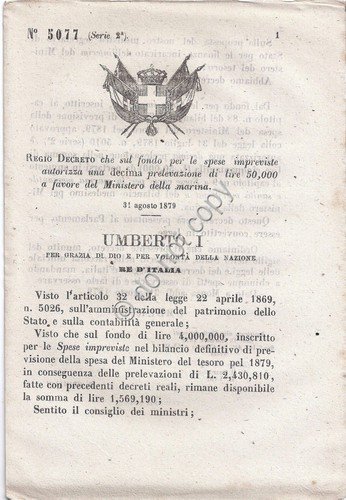 N° 5077 (Serie 2ª) 1
REGIO DECRETO che sul fondo per le spese impreviste
autorizza una decima prelevazione di lire 50,000
a favore del Ministero della marina.
31 agosto 1879
UMBERTO I
PER GRAZIA DI DIO E PER VOLONTÀ DELLA NAZIONE
RE D'ITALIA
Visto l'articolo 32 della legge 22 aprile 1869,
n. 5026, sull'amministrazione del patrimonio dello
Stato e sulla contabilità generale;
Visto che sul fondo di lire 4,000,000, inscritto
per le Spese impreviste nel bilancio definitivo di pre-
visione della spesa del Ministero del tesoro pel 1879,
in conseguenza delle prelevazioni di L. 2,430,810,
fatte con precedenti decreti reali, rimane disponibile
la somma di lire 1,569,190;
Sentito il consiglio dei ministri;
do not copy